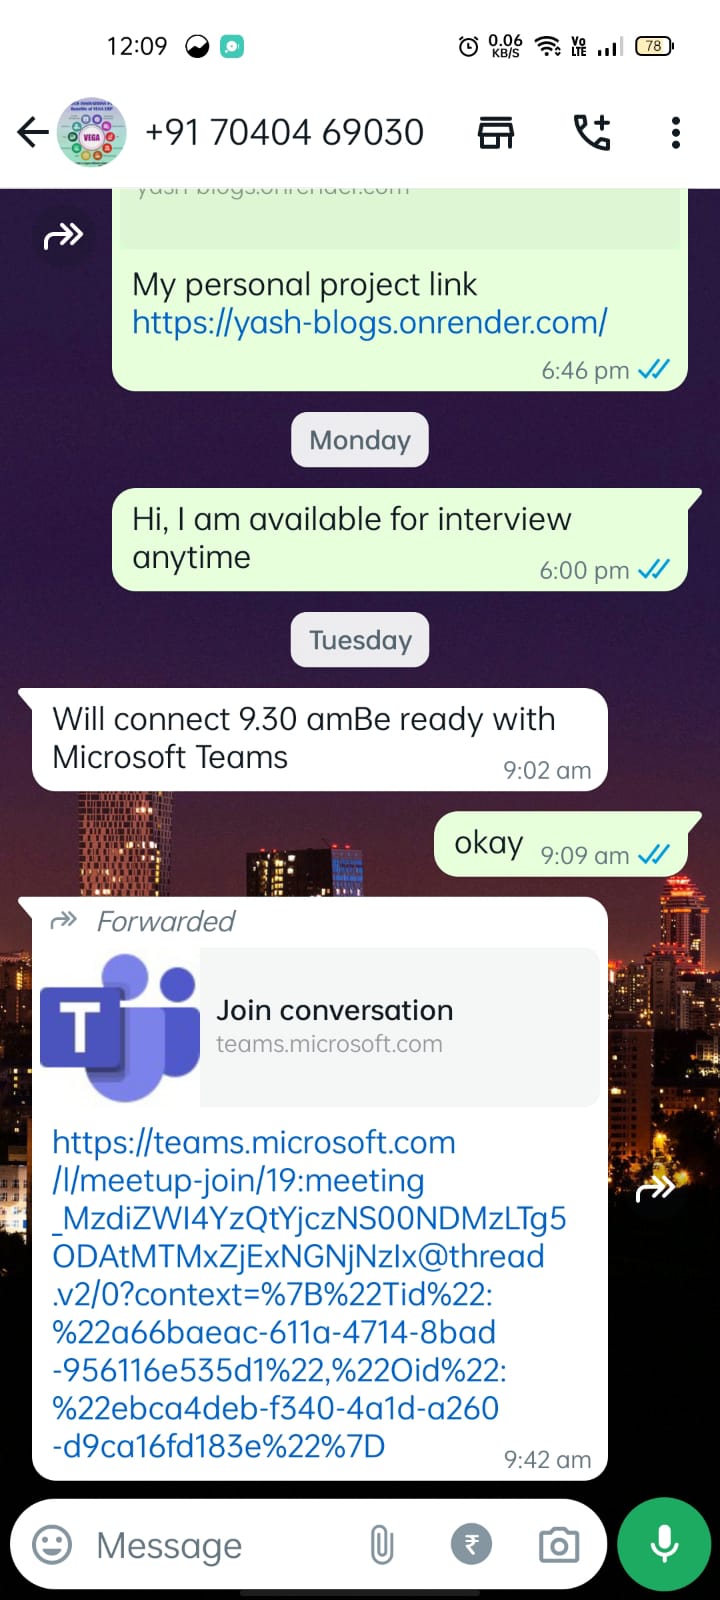 12:09
0.06
KB/S
Vo
LTE
78
+91 70404 69030
VEGA
yash-blogs.onrender.com
My personal project link
https://yash-blogs.onrender.com/
6:46 pm
Monday
Hi, I am available for interview
anytime
6:00 pm
Tuesday
Will connect 9.30 amBe ready with
Microsoft Teams
9:02 am
okay
9:09 am
Forwarded
T
Join conversation
teams.microsoft.com
https://teams.microsoft.com
/l/meetup-join/19:meeting
_MzdiZWI4YzQtYjczNS00NDMzLTg5
ODAtMTMxZjExNGNjNzIx@thread
.v2/0?context=%7B%22Tid%22:
%22a66baeac-611a-4714-8bad
-956116e535d1%22,%22Oid%22:
%22ebca4deb-f340-4a1d-a260
-d9ca16fd183e%22%7D
9:42 am
Message
₹